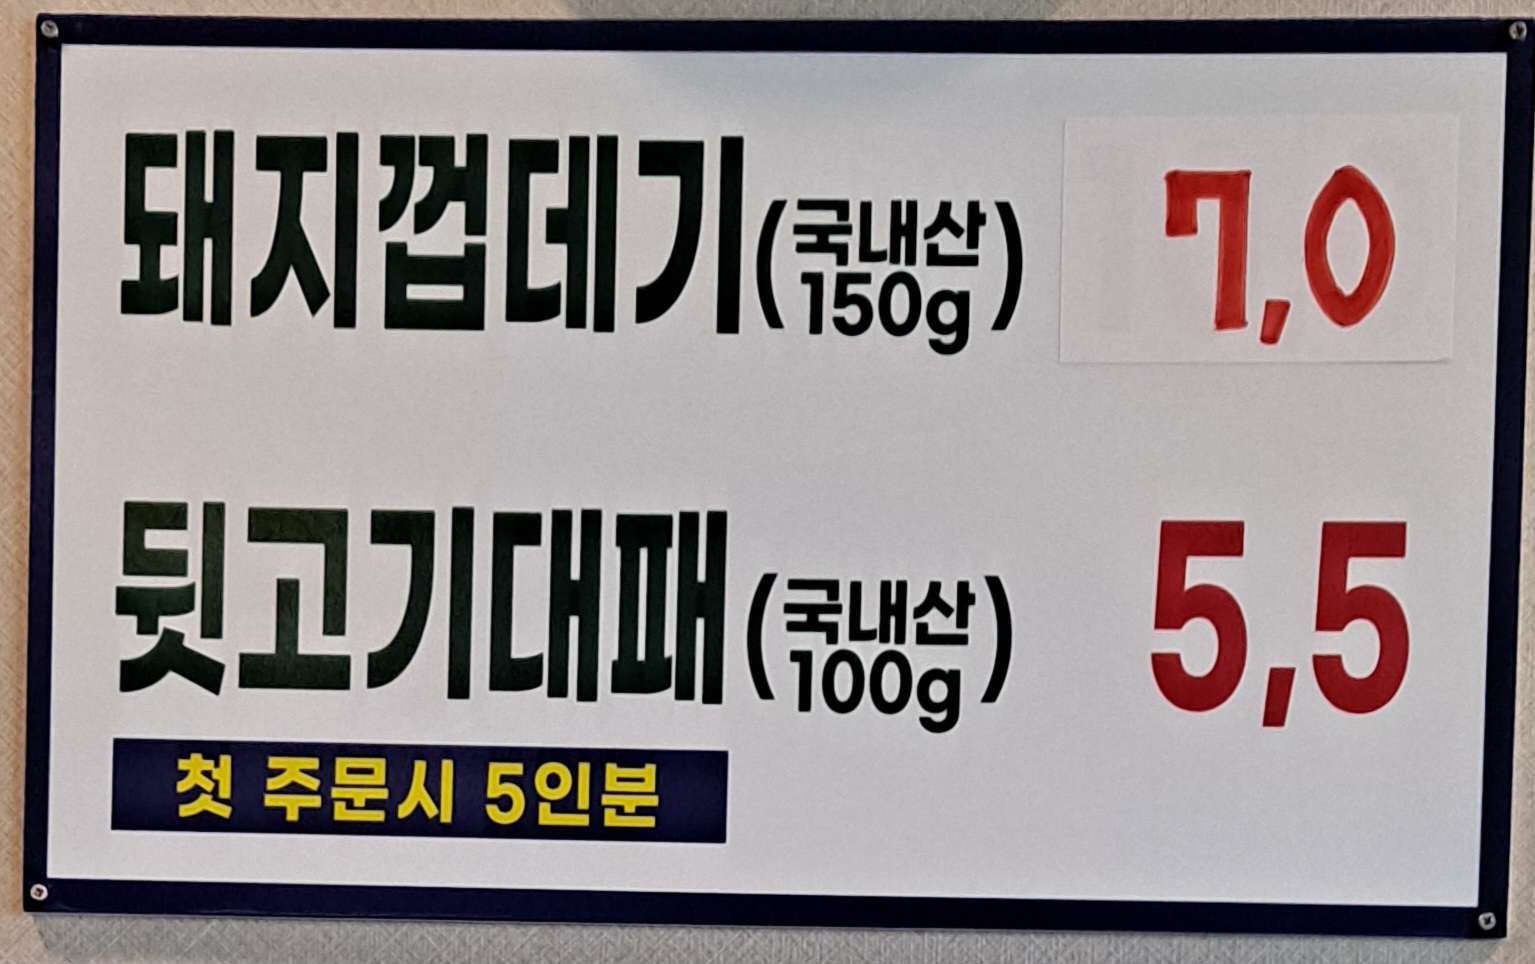 돼지껍데기(국내산 150g) 7,0
뒷고기대패(국내산 100g) 5,5
첫 주문시 5인분